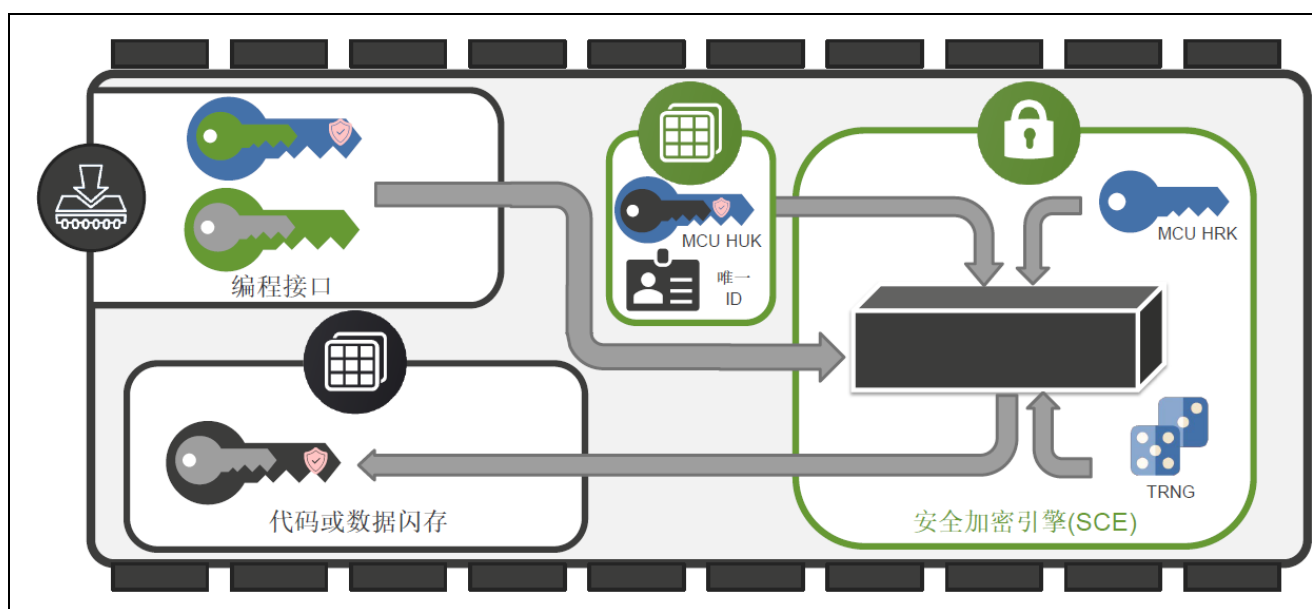 编程接口
MCU HUK
唯一
ID
MCU HRK
TRNG
代码或数据闪存
安全加密引擎(SCE)